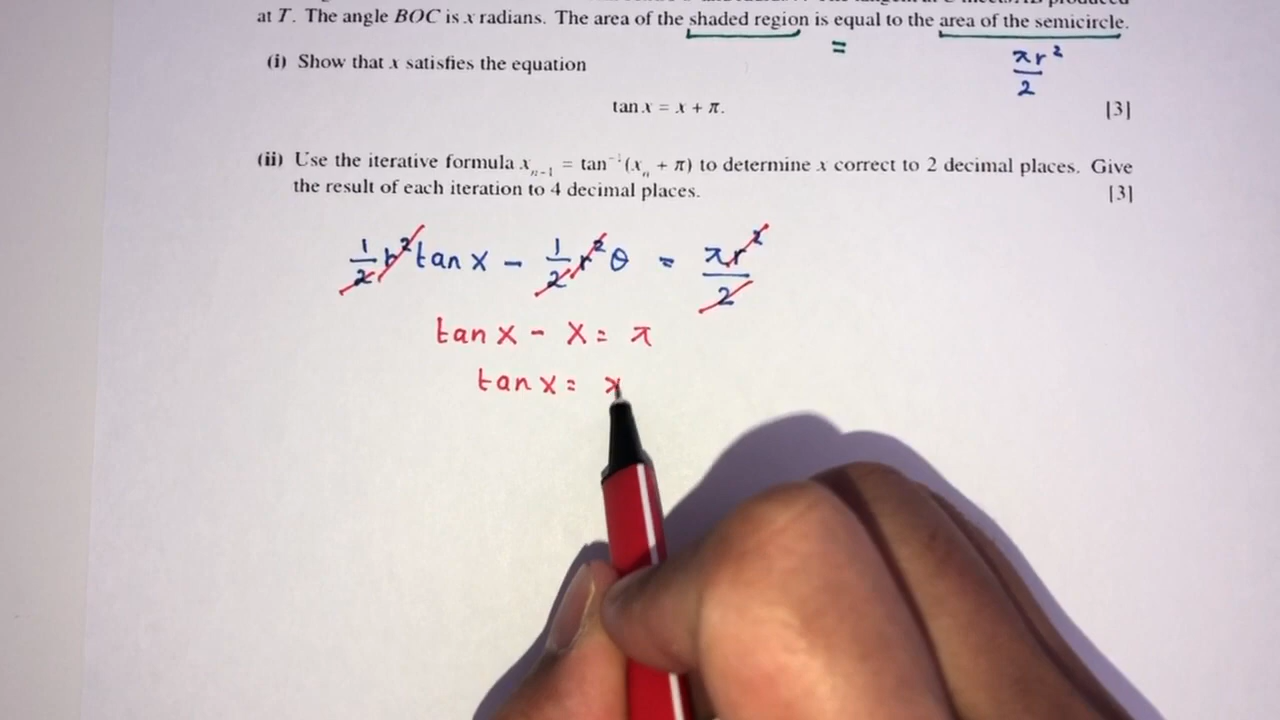 at T. The angle BOC is x radians. The area of the shaded region is equal to the area of the semicircle.
=
πr²/2
(i) Show that x satisfies the equation
tan x = x + π. [3]
(ii) Use the iterative formula xₙ₋₁ = tan⁻¹(xₙ + π) to determine x correct to 2 decimal places. Give
the result of each iteration to 4 decimal places. [3]
1/2 r² tan x - 1/2 r² θ = πr²/2
tan x - x = π
tan x = x